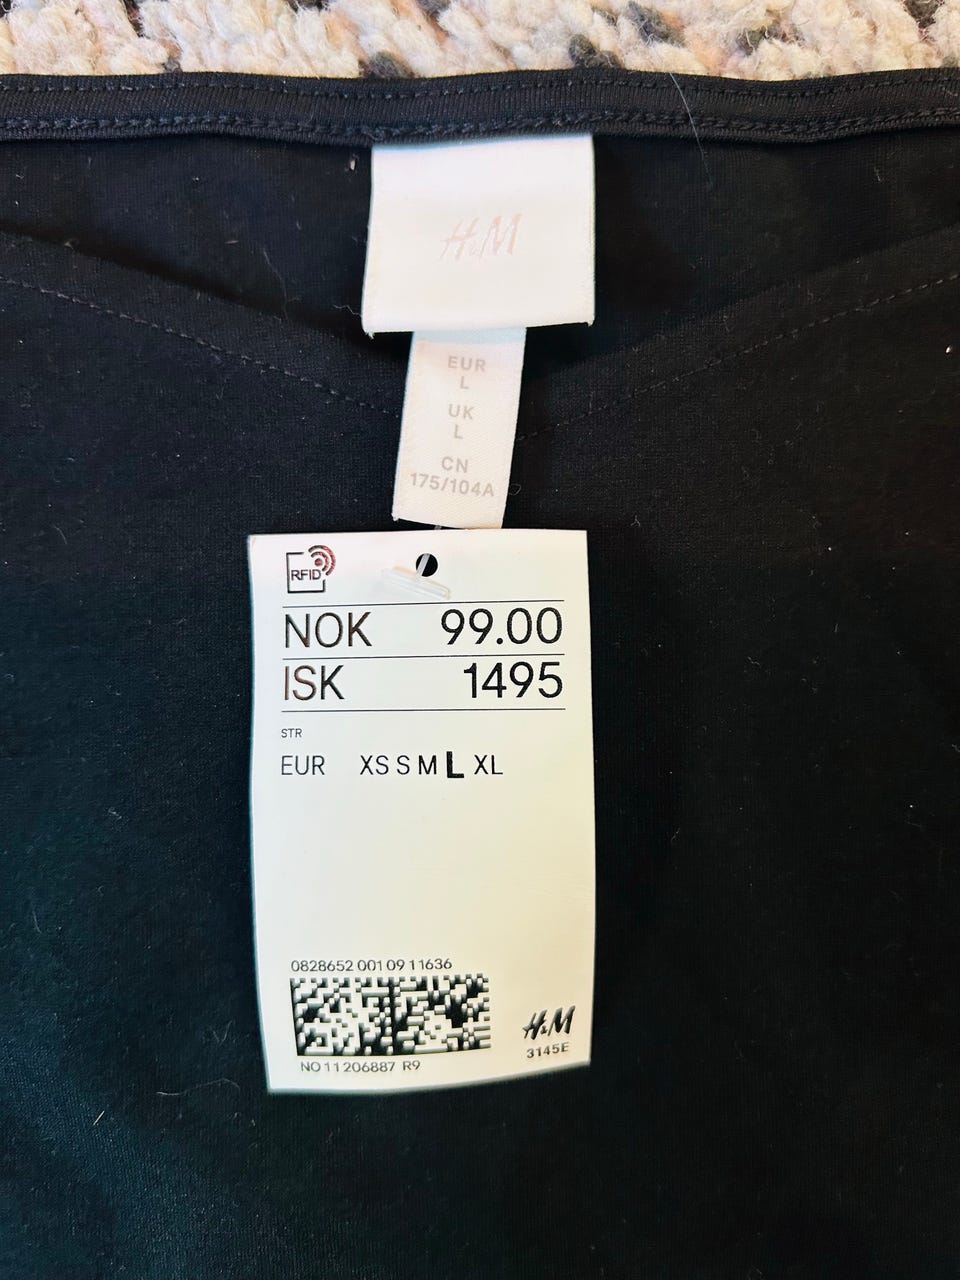 H&M
EUR
L
UK
L
CN
175/104A
RFID
NOK 99.00
ISK 1495
STR
EUR XS S M L XL
0828652 001 09 11636
H&M
NO 11 206887 R9
3145E